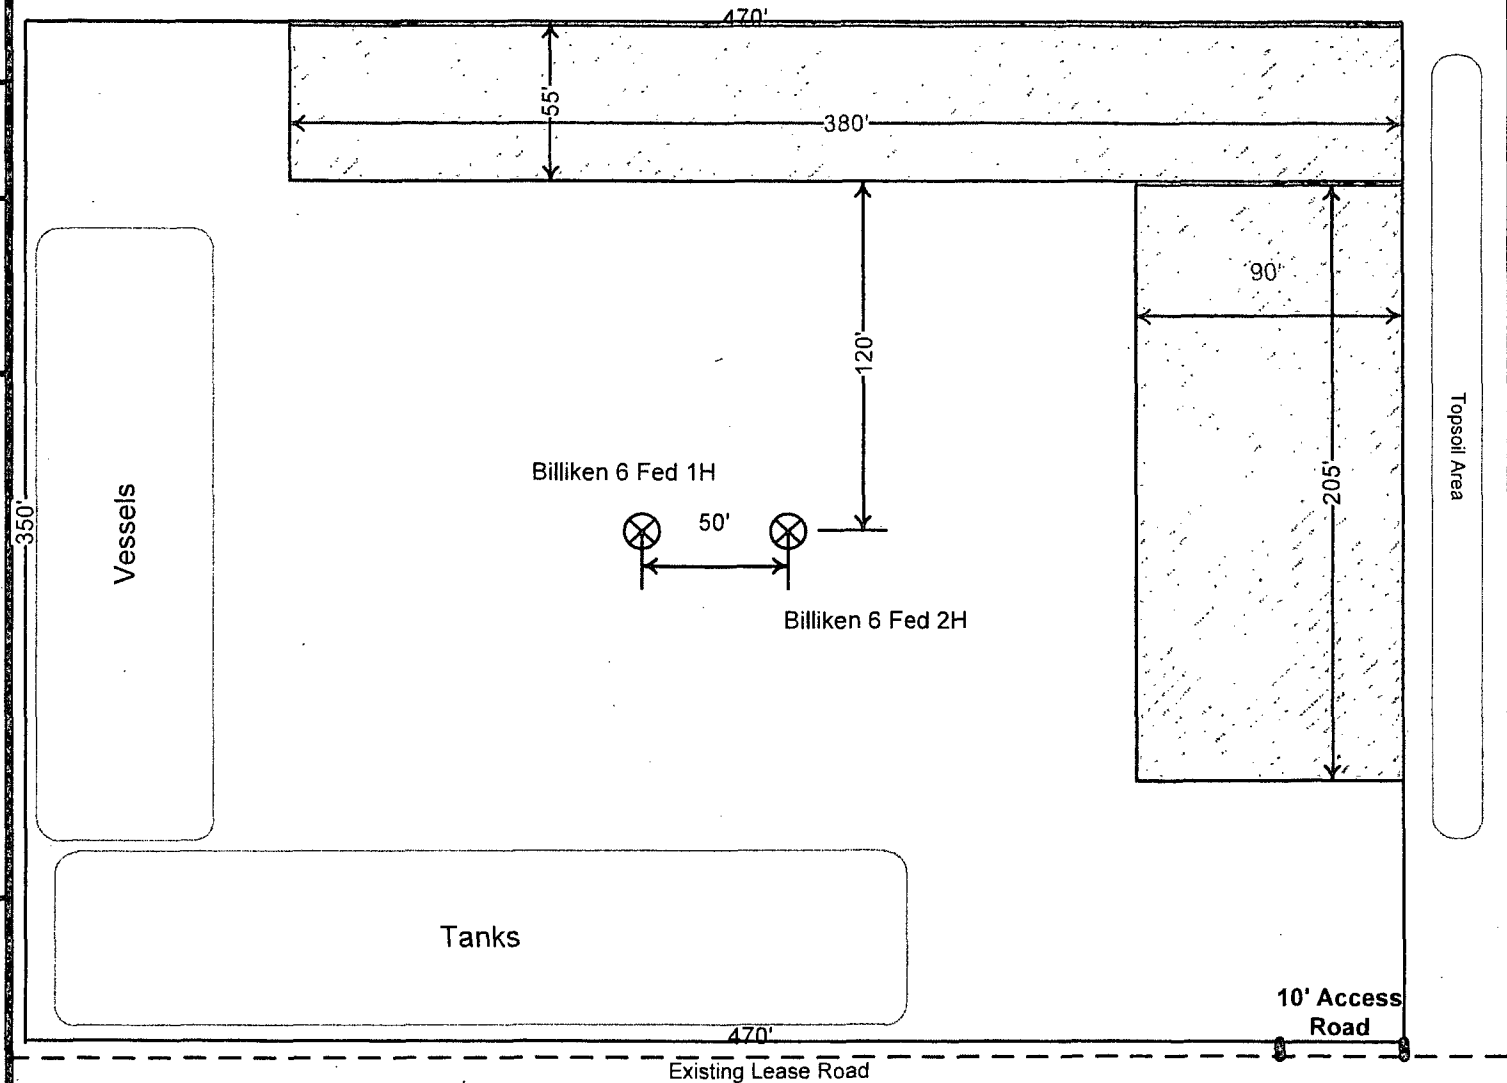 470'
55'
380'
90'
120'
Topsoil Area
205'
Billiken 6 Fed 1H
50'
350'
Vessels
Billiken 6 Fed 2H
Tanks
10' Access
Road
470'
Existing Lease Road